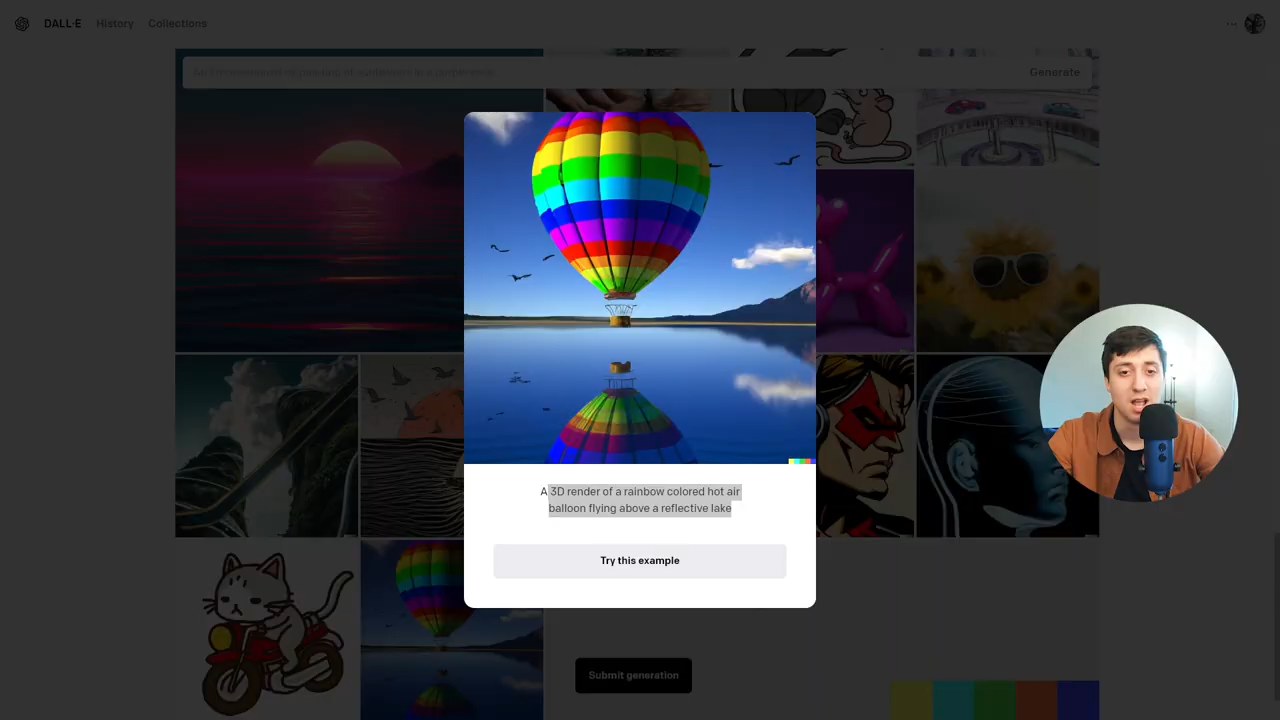 DALL·E History Collections
Generate
A 3D render of a rainbow colored hot air
balloon flying above a reflective lake
Try this example
Submit generation